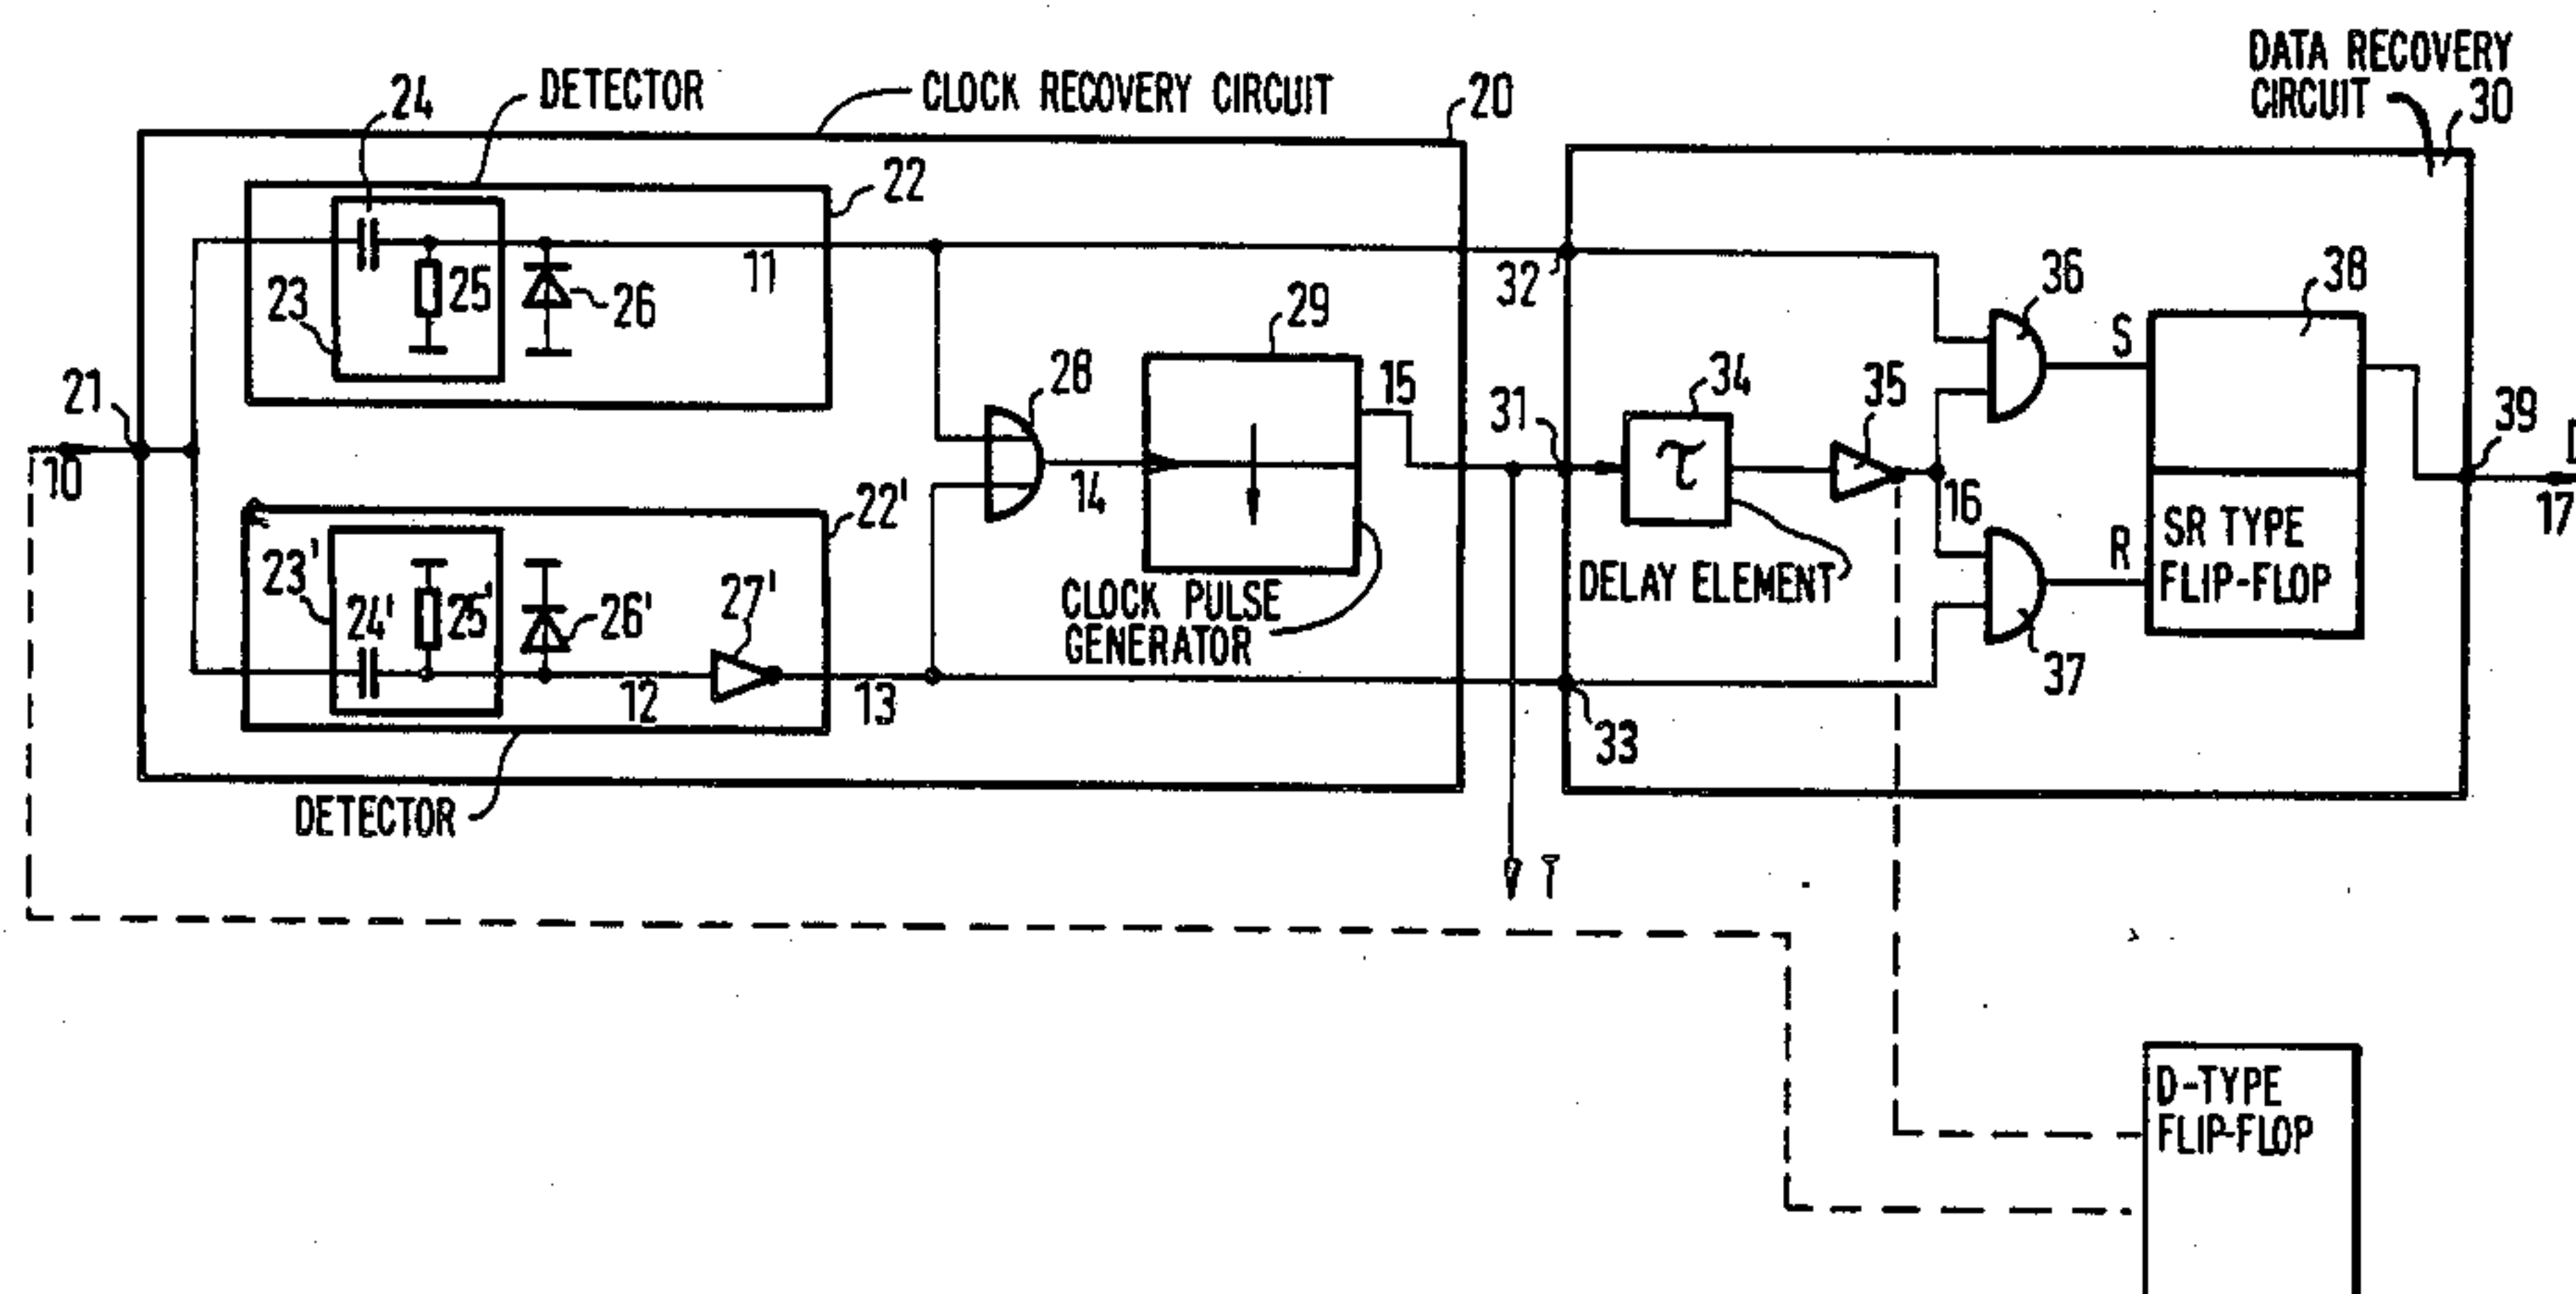 DATA RECOVERY
CIRCUIT
30
24
DETECTOR
CLOCK RECOVERY CIRCUIT
20
22
23
25
26
11
32
36
38
29
S
21
10
28
14
15
31
34
τ
35
16
39
D
17
22'
23'
24'
25'
26'
27'
12
13
CLOCK PULSE
GENERATOR
DELAY ELEMENT
R
SR TYPE
FLIP-FLOP
37
33
DETECTOR
T
D-TYPE
FLIP-FLOP